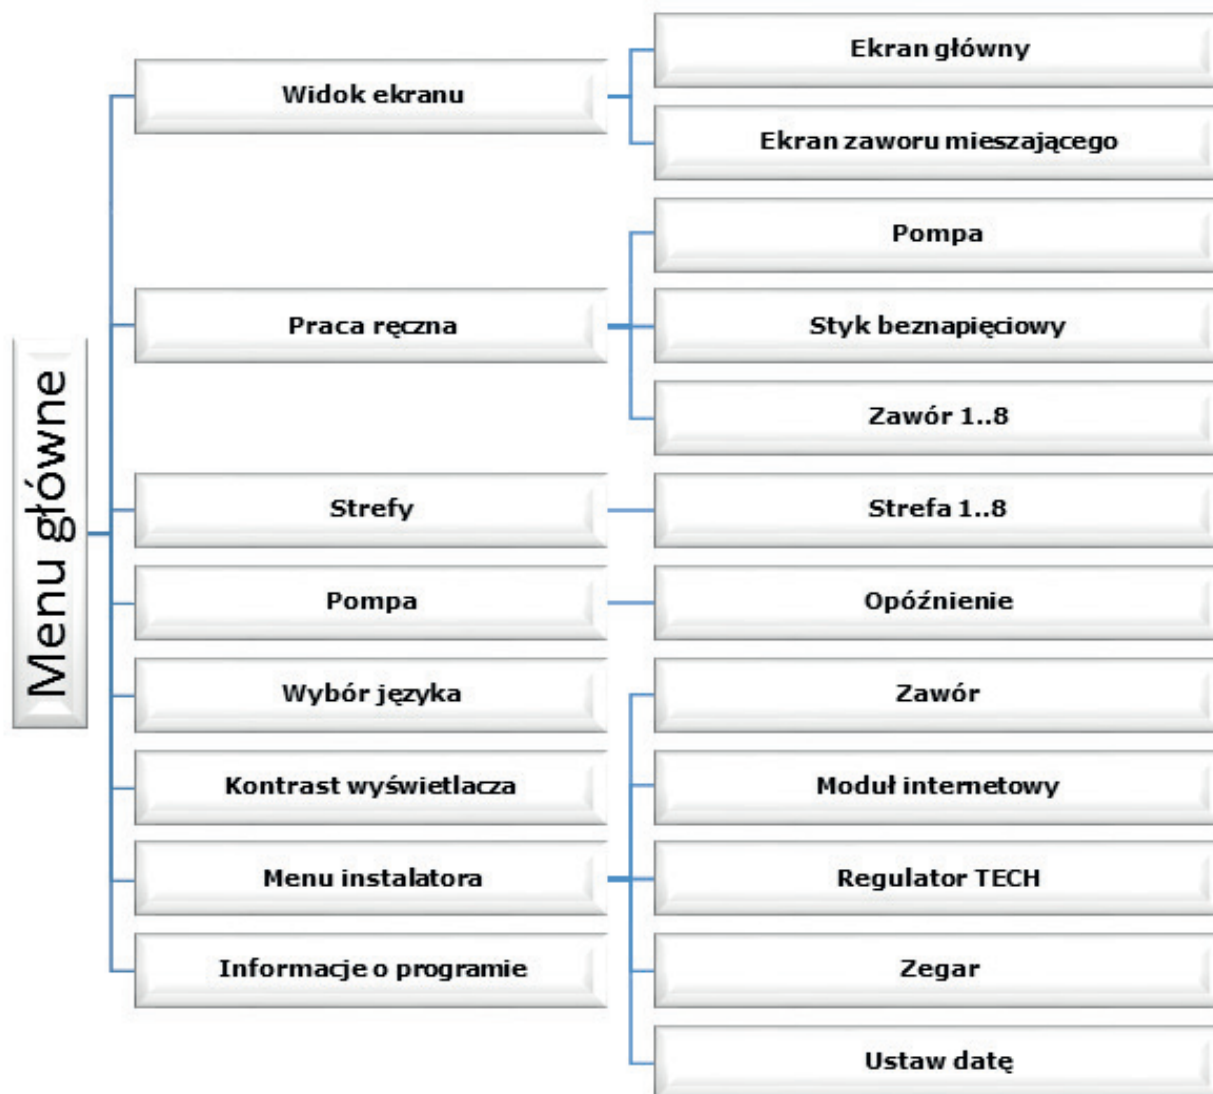 Menu główne
Widok ekranu
Ekran główny
Ekran zaworu mieszającego
Praca ręczna
Pompa
Styk beznapięciowy
Zawór 1..8
Strefy
Strefa 1..8
Pompa
Opóźnienie
Wybór języka
Kontrast wyświetlacza
Menu instalatora
Zawór
Moduł internetowy
Regulator TECH
Zegar
Ustaw datę
Informacje o programie